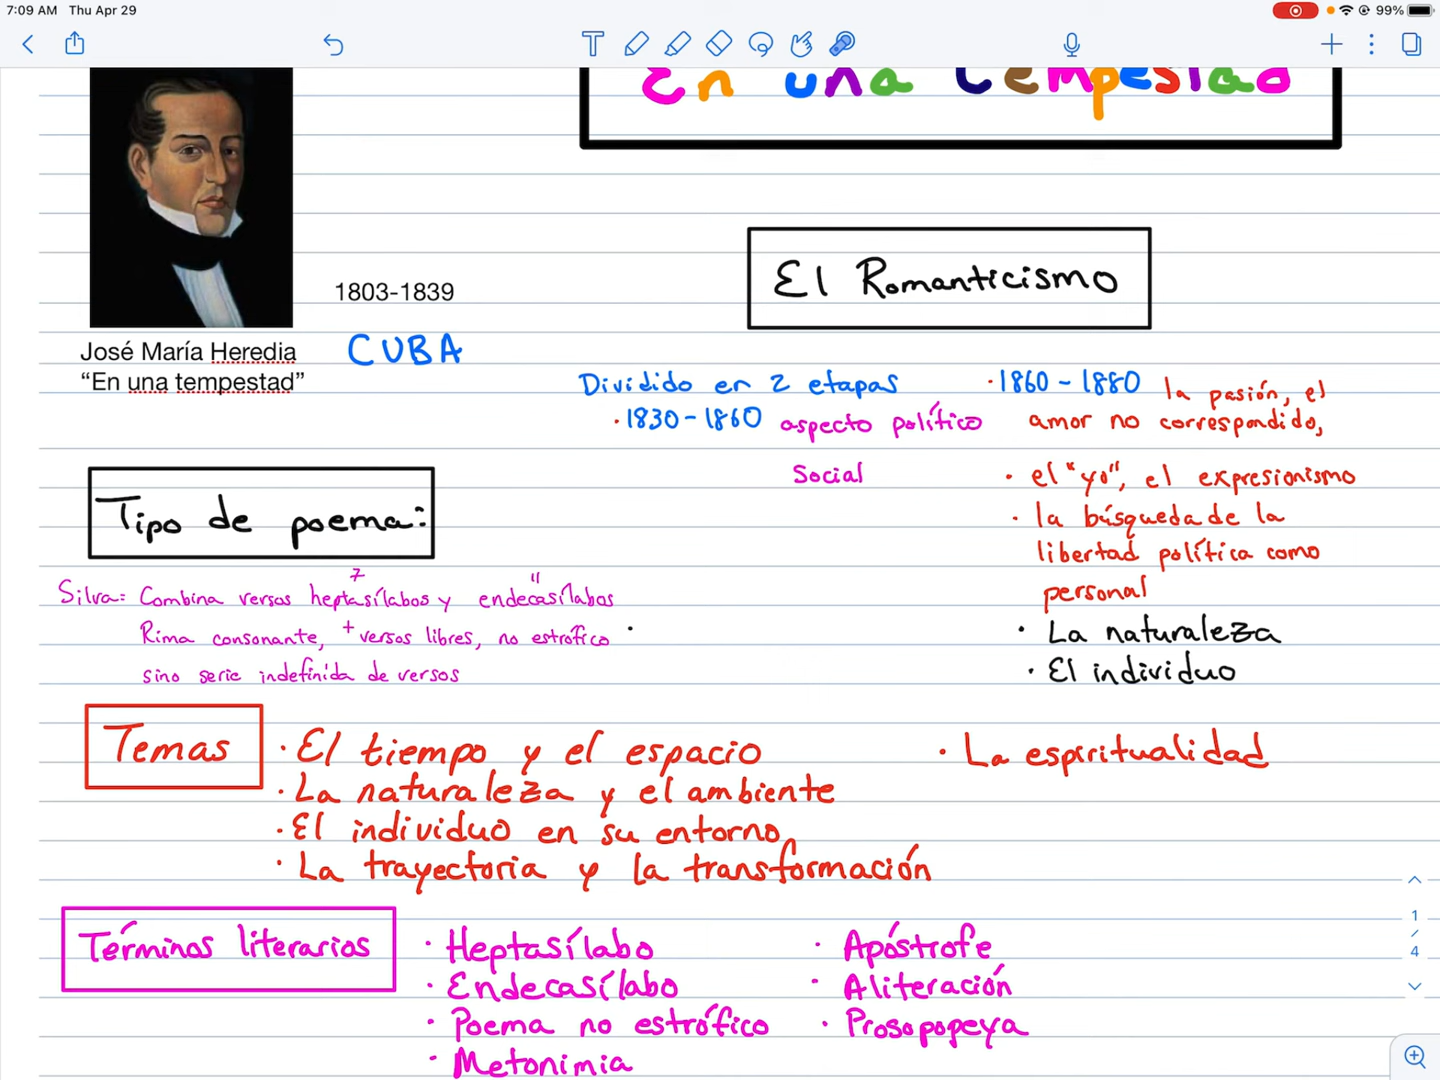 7:09 AM Thu Apr 29
99%
En una tempestad
El Romanticismo
1803-1839
José María Heredia
CUBA
“En una tempestad”
Dividido en 2 etapas
· 1830-1860 aspecto político
Social
· 1860-1880 la pasión, el
amor no correspondido,
· el "yo", el expresionismo
· la búsqueda de la
libertad política como
personal
· La naturaleza
· El individuo
Tipo de poema:
7 11
Silva: Combina versos heptasílabos y endecasílabos
Rima consonante, + versos libres, no estrófico
sino serie indefinida de versos
Temas
· El tiempo y el espacio
· La naturaleza y el ambiente
· El individuo en su entorno
· La trayectoria y la transformación
· La espiritualidad
Términos literarios
· Heptasílabo
· Endecasílabo
· Poema no estrófico
· Metonimia
· Apóstrofe
· Aliteración
· Prosopopeya
1
/
4